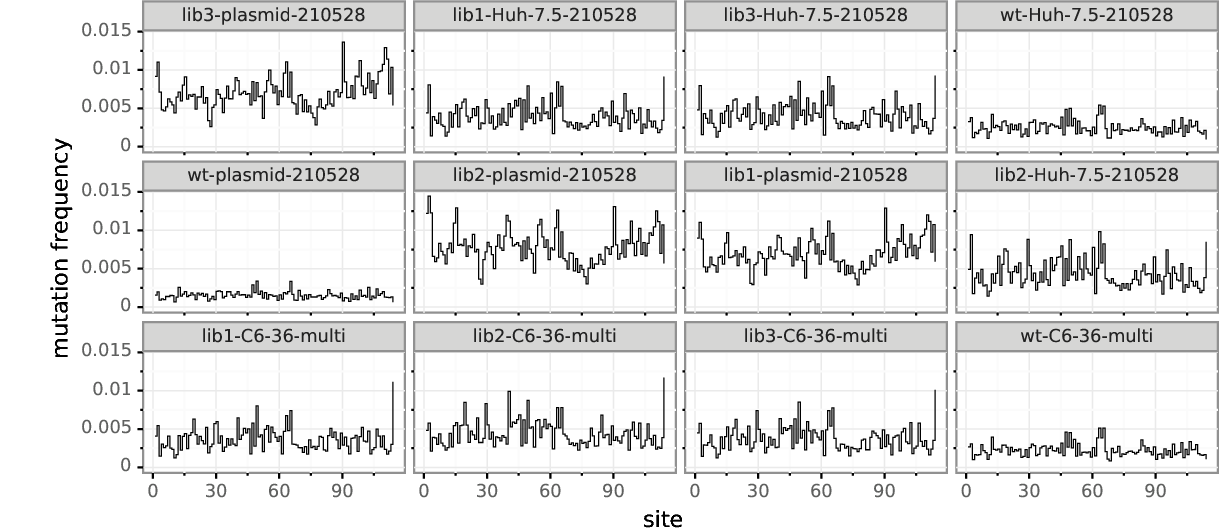 lib3-plasmid-210528 lib1-Huh-7.5-210528 lib3-Huh-7.5-210528 wt-Huh-7.5-210528
0.015
0.01
0.005
0
wt-plasmid-210528 lib2-plasmid-210528 lib1-plasmid-210528 lib2-Huh-7.5-210528
0.015
0.01
0.005
0
mutation frequency
lib1-C6-36-multi lib2-C6-36-multi lib3-C6-36-multi wt-C6-36-multi
0.015
0.01
0.005
0
0 30 60 90 0 30 60 90 0 30 60 90 0 30 60 90
site